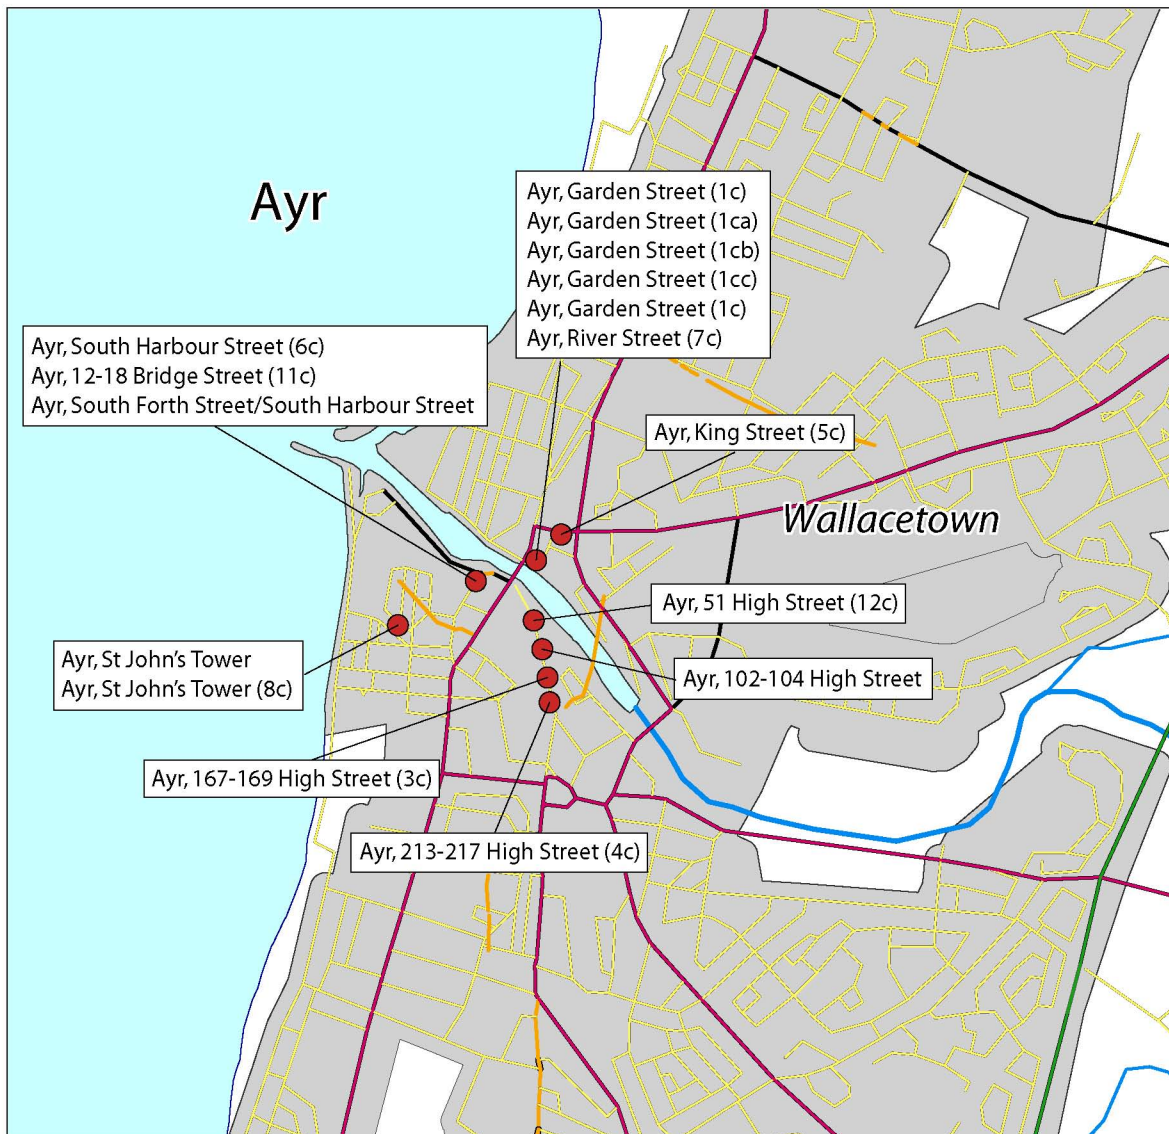 Ayr
Ayr, Garden Street (1c)
Ayr, Garden Street (1ca)
Ayr, Garden Street (1cb)
Ayr, Garden Street (1cc)
Ayr, Garden Street (1c)
Ayr, River Street (7c)
Ayr, South Harbour Street (6c)
Ayr, 12-18 Bridge Street (11c)
Ayr, South Forth Street/South Harbour Street
Ayr, King Street (5c)
Wallacetown
Ayr, 51 High Street (12c)
Ayr, St John's Tower
Ayr, St John's Tower (8c)
Ayr, 102-104 High Street
Ayr, 167-169 High Street (3c)
Ayr, 213-217 High Street (4c)